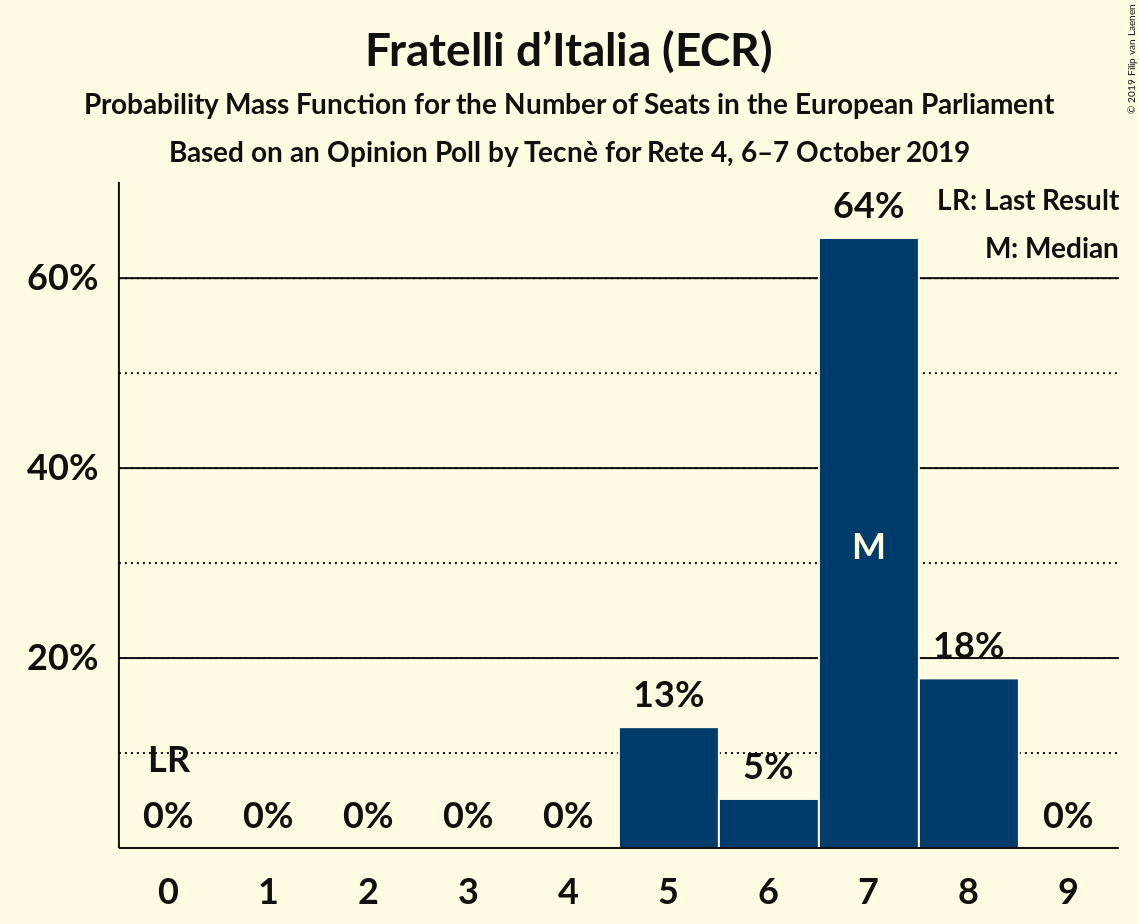 Fratelli d’Italia (ECR)
Probability Mass Function for the Number of Seats in the European Parliament
Based on an Opinion Poll by Tecnè for Rete 4, 6–7 October 2019
© 2019 Filip van Laenen
LR: Last Result
M: Median
64%
60%
M
40%
20%
18%
13%
5%
LR
0%
0%
0%
0%
0%
0%
0
1
2
3
4
5
6
7
8
9